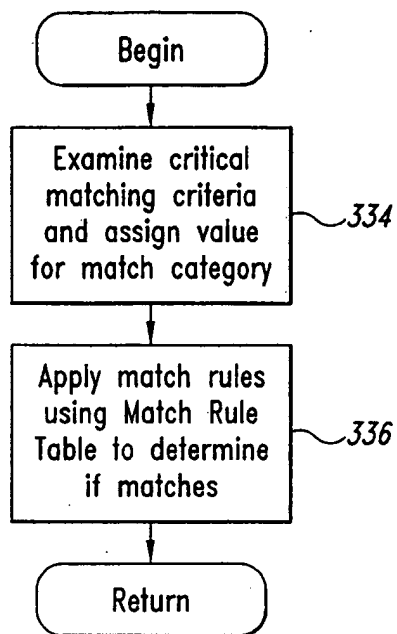 Begin
Examine critical
matching criteria
and assign value
for match category
334
Apply match rules
using Match Rule
Table to determine
if matches
336
Return